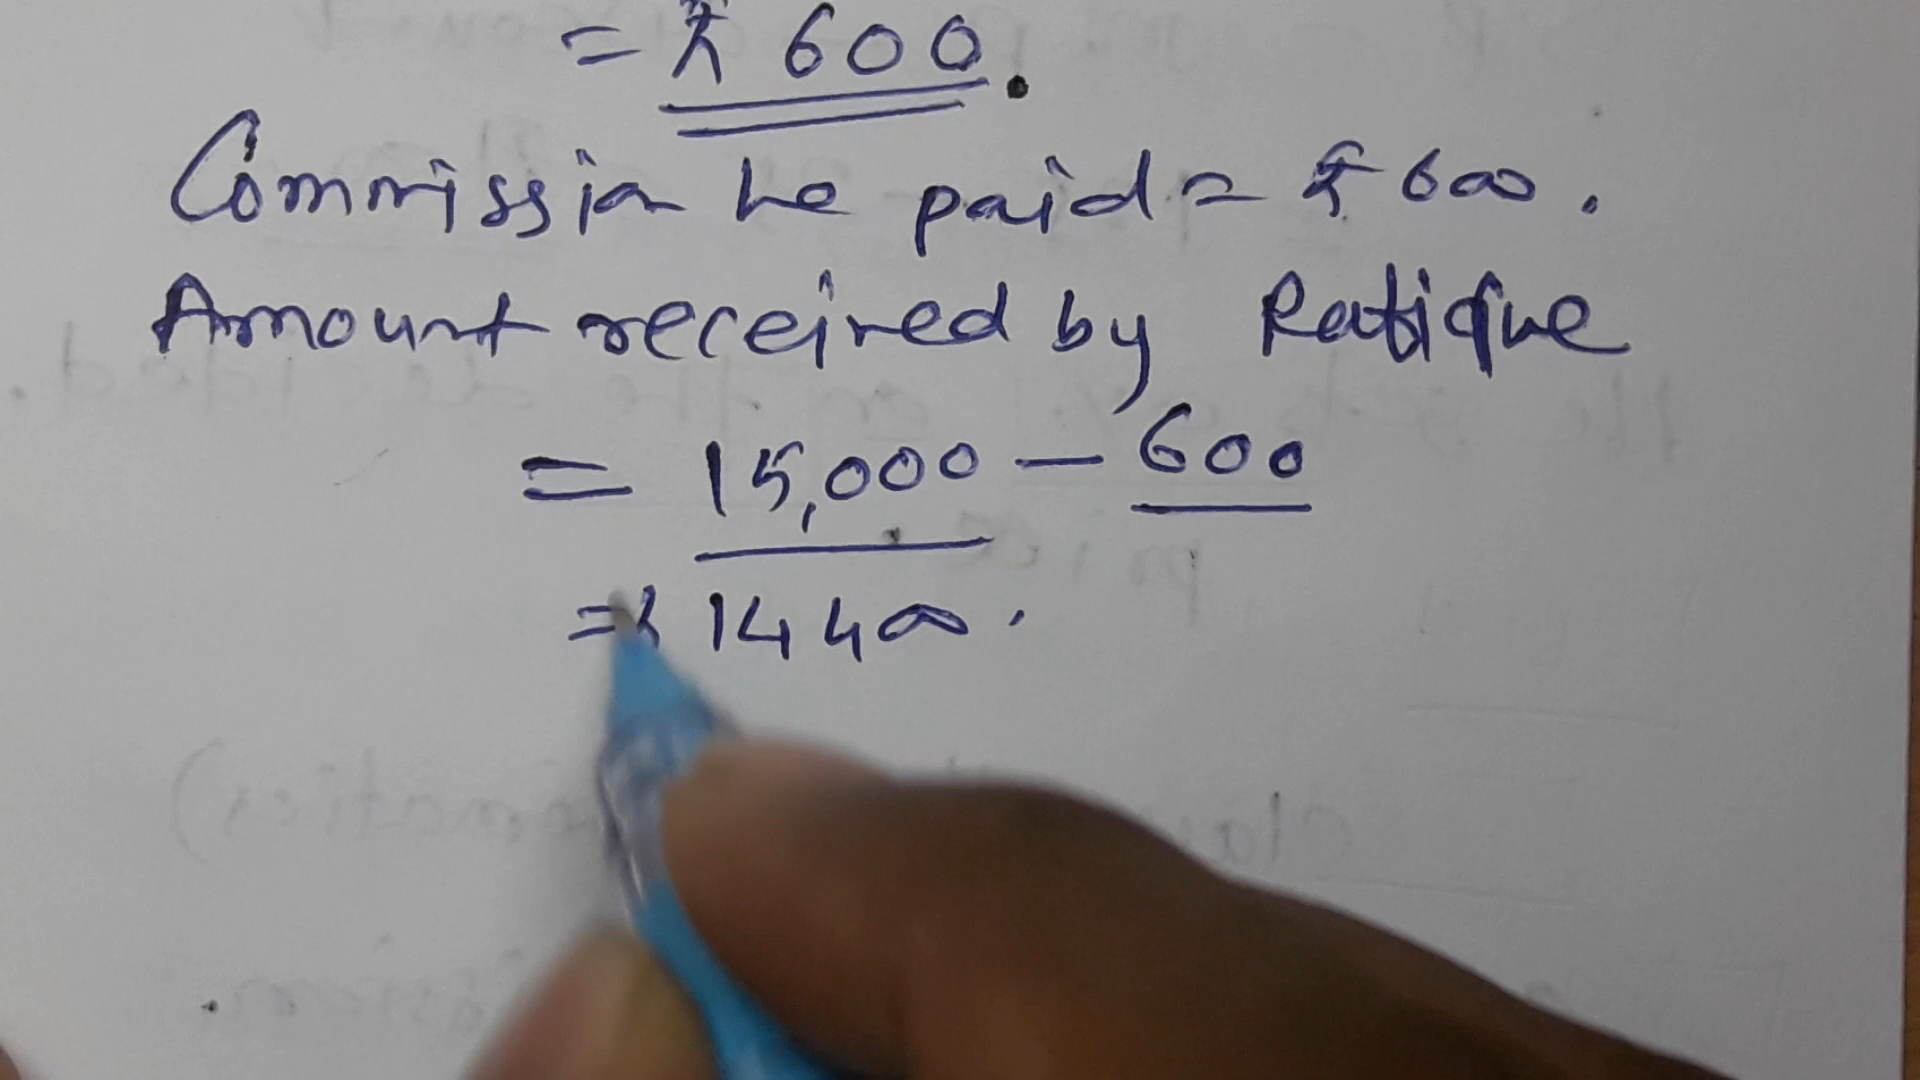 = ₹ 600.
Commission he paid = ₹ 600.
Amount received by Rafique
= 15,000 - 600
= ₹ 14400.